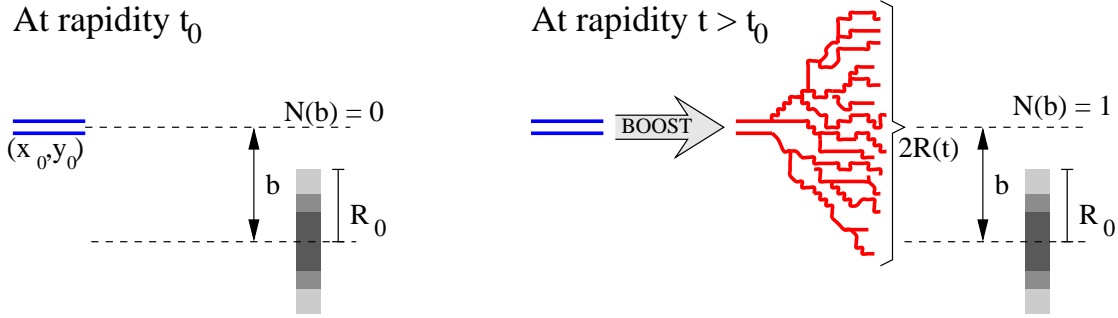 At rapidity t0
At rapidity t > t0
N(b) = 0
(x0,y0)
b
R0
BOOST
2R(t)
N(b) = 1
b
R0